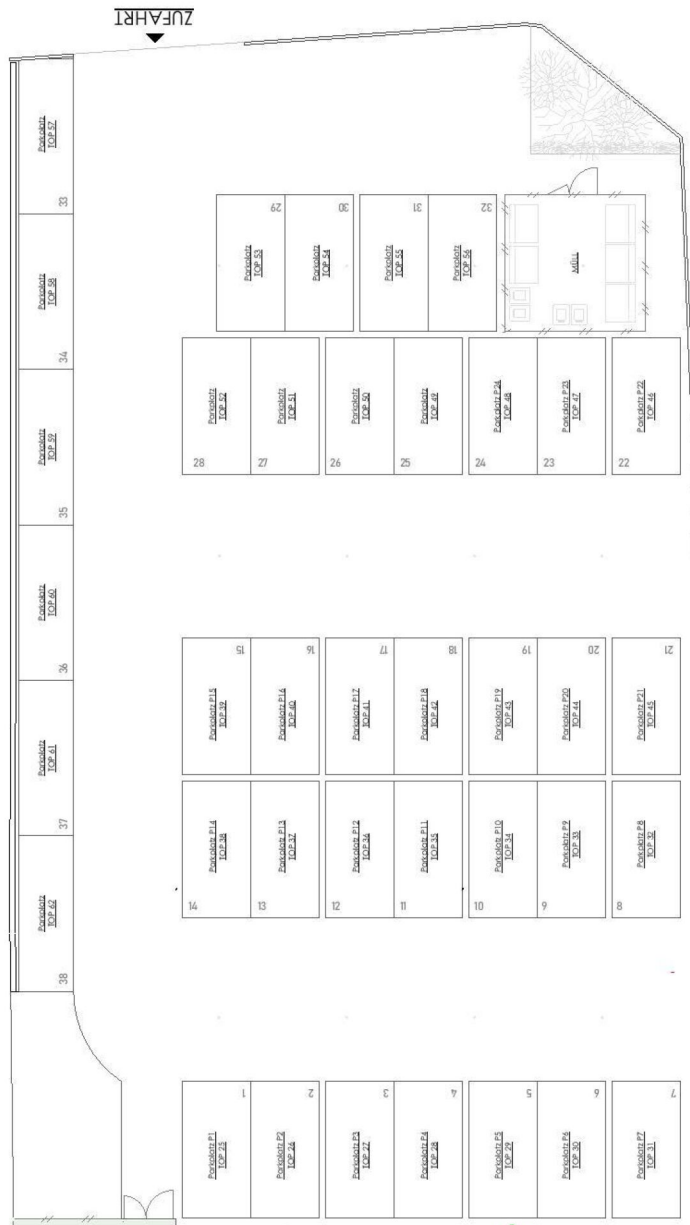 ZUFAHRT
Parkplatz
TOP 57
33
Parkplatz
TOP 58
34
Parkplatz
TOP 59
35
Parkplatz
TOP 60
36
Parkplatz
TOP 61
37
Parkplatz
TOP 62
38
29
Parkplatz
TOP 53
30
Parkplatz
TOP 54
31
Parkplatz
TOP 55
32
Parkplatz
TOP 56
MÜLL
Parkplatz
TOP 52
28
Parkplatz
TOP 51
27
Parkplatz
TOP 50
26
Parkplatz
TOP 49
25
Parkplatz P24
TOP 48
24
Parkplatz P23
TOP 47
23
Parkplatz P22
TOP 46
22
15
Parkplatz P15
TOP 39
16
Parkplatz P16
TOP 40
17
Parkplatz P17
TOP 41
18
Parkplatz P18
TOP 42
19
Parkplatz P19
TOP 43
20
Parkplatz P20
TOP 44
21
Parkplatz P21
TOP 45
Parkplatz P14
TOP 38
14
Parkplatz P13
TOP 37
13
Parkplatz P12
TOP 36
12
Parkplatz P11
TOP 35
11
Parkplatz P10
TOP 34
10
Parkplatz P9
TOP 33
9
Parkplatz P8
TOP 32
8
1
Parkplatz P1
TOP 25
2
Parkplatz P2
TOP 26
3
Parkplatz P3
TOP 27
4
Parkplatz P4
TOP 28
5
Parkplatz P5
TOP 29
6
Parkplatz P6
TOP 30
7
Parkplatz P7
TOP 31